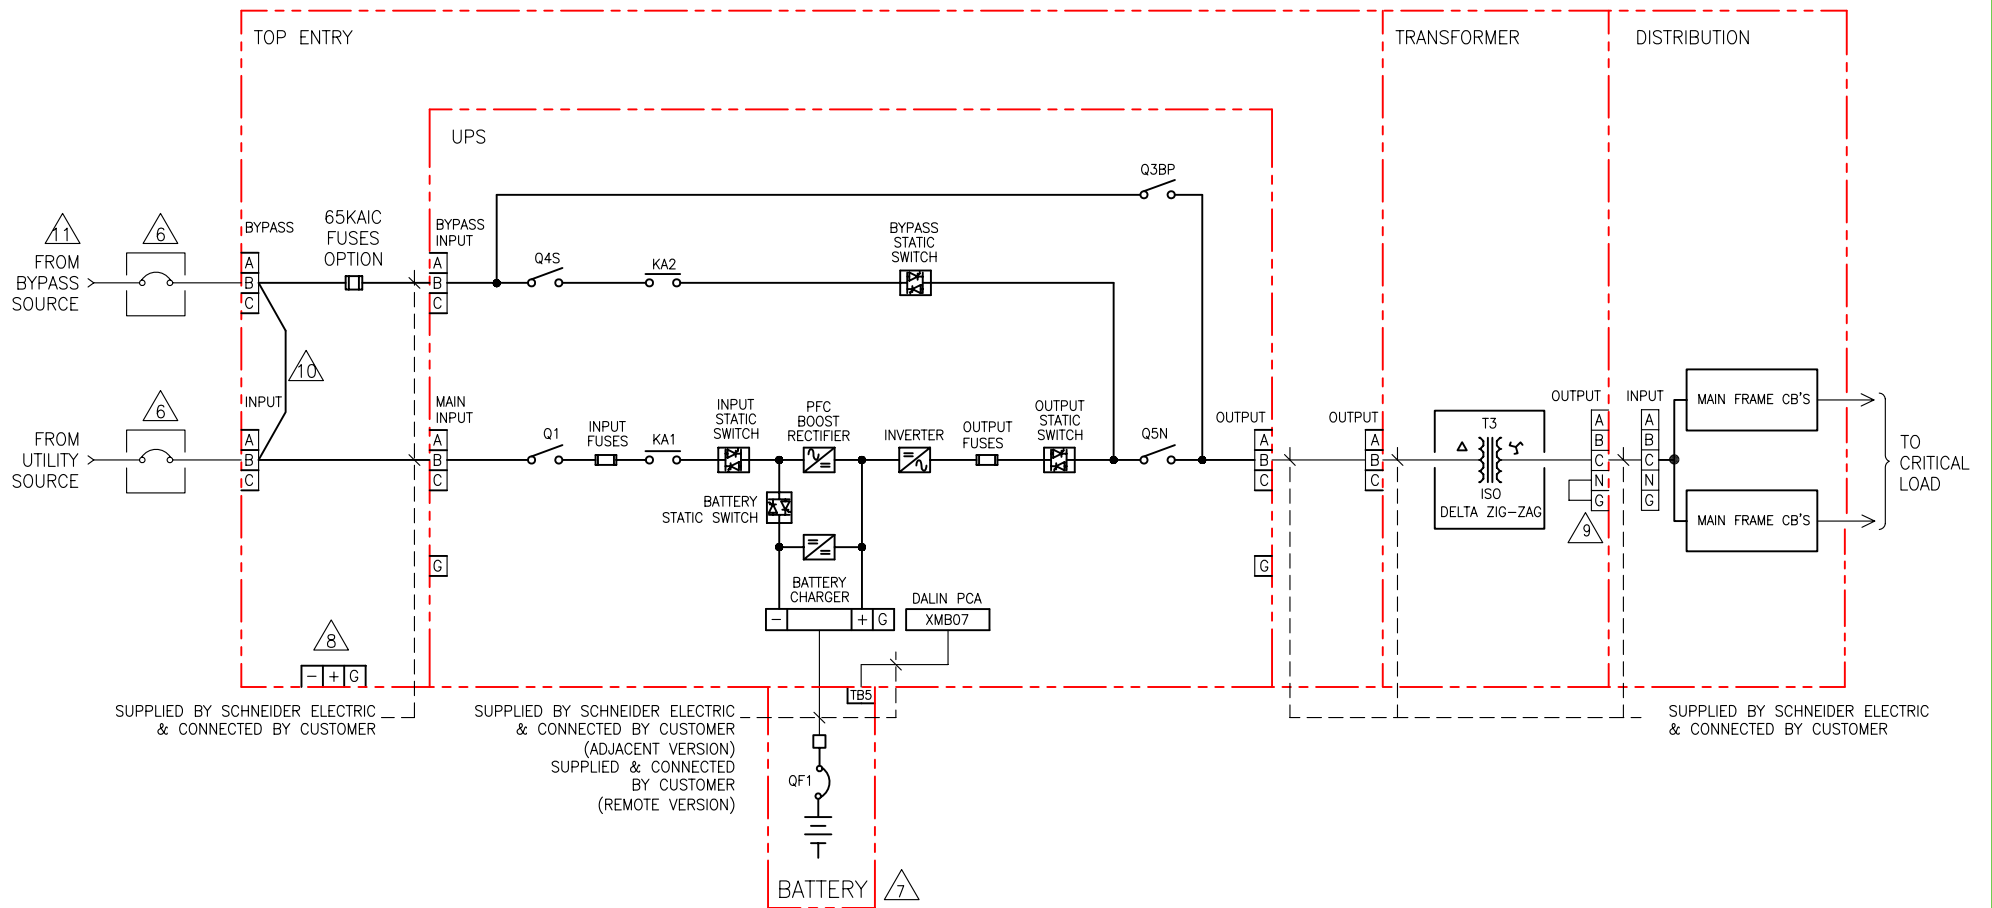 TOP ENTRY
TRANSFORMER
DISTRIBUTION
UPS
Q3BP
11
FROM
BYPASS
SOURCE
6
BYPASS
A
B
C
65KAIC
FUSES
OPTION
BYPASS
INPUT
A
B
C
Q4S
KA2
BYPASS
STATIC
SWITCH
10
FROM
UTILITY
SOURCE
6
INPUT
A
B
C
MAIN
INPUT
A
B
C
Q1
INPUT
FUSES
KA1
INPUT
STATIC
SWITCH
PFC
BOOST
RECTIFIER
INVERTER
OUTPUT
FUSES
OUTPUT
STATIC
SWITCH
Q5N
OUTPUT
A
B
C
OUTPUT
A
B
C
T3
ISO
DELTA ZIG-ZAG
OUTPUT
A
B
C
N
G
9
INPUT
A
B
C
N
G
MAIN FRAME CB'S
MAIN FRAME CB'S
TO
CRITICAL
LOAD
BATTERY
STATIC SWITCH
G
G
BATTERY
CHARGER
− + G
DALIN PCA
XMB07
8
− + G
TB5
SUPPLIED BY SCHNEIDER ELECTRIC
& CONNECTED BY CUSTOMER
SUPPLIED BY SCHNEIDER ELECTRIC
& CONNECTED BY CUSTOMER
(ADJACENT VERSION)
SUPPLIED & CONNECTED
BY CUSTOMER
(REMOTE VERSION)
SUPPLIED BY SCHNEIDER ELECTRIC
& CONNECTED BY CUSTOMER
QF1
BATTERY
7